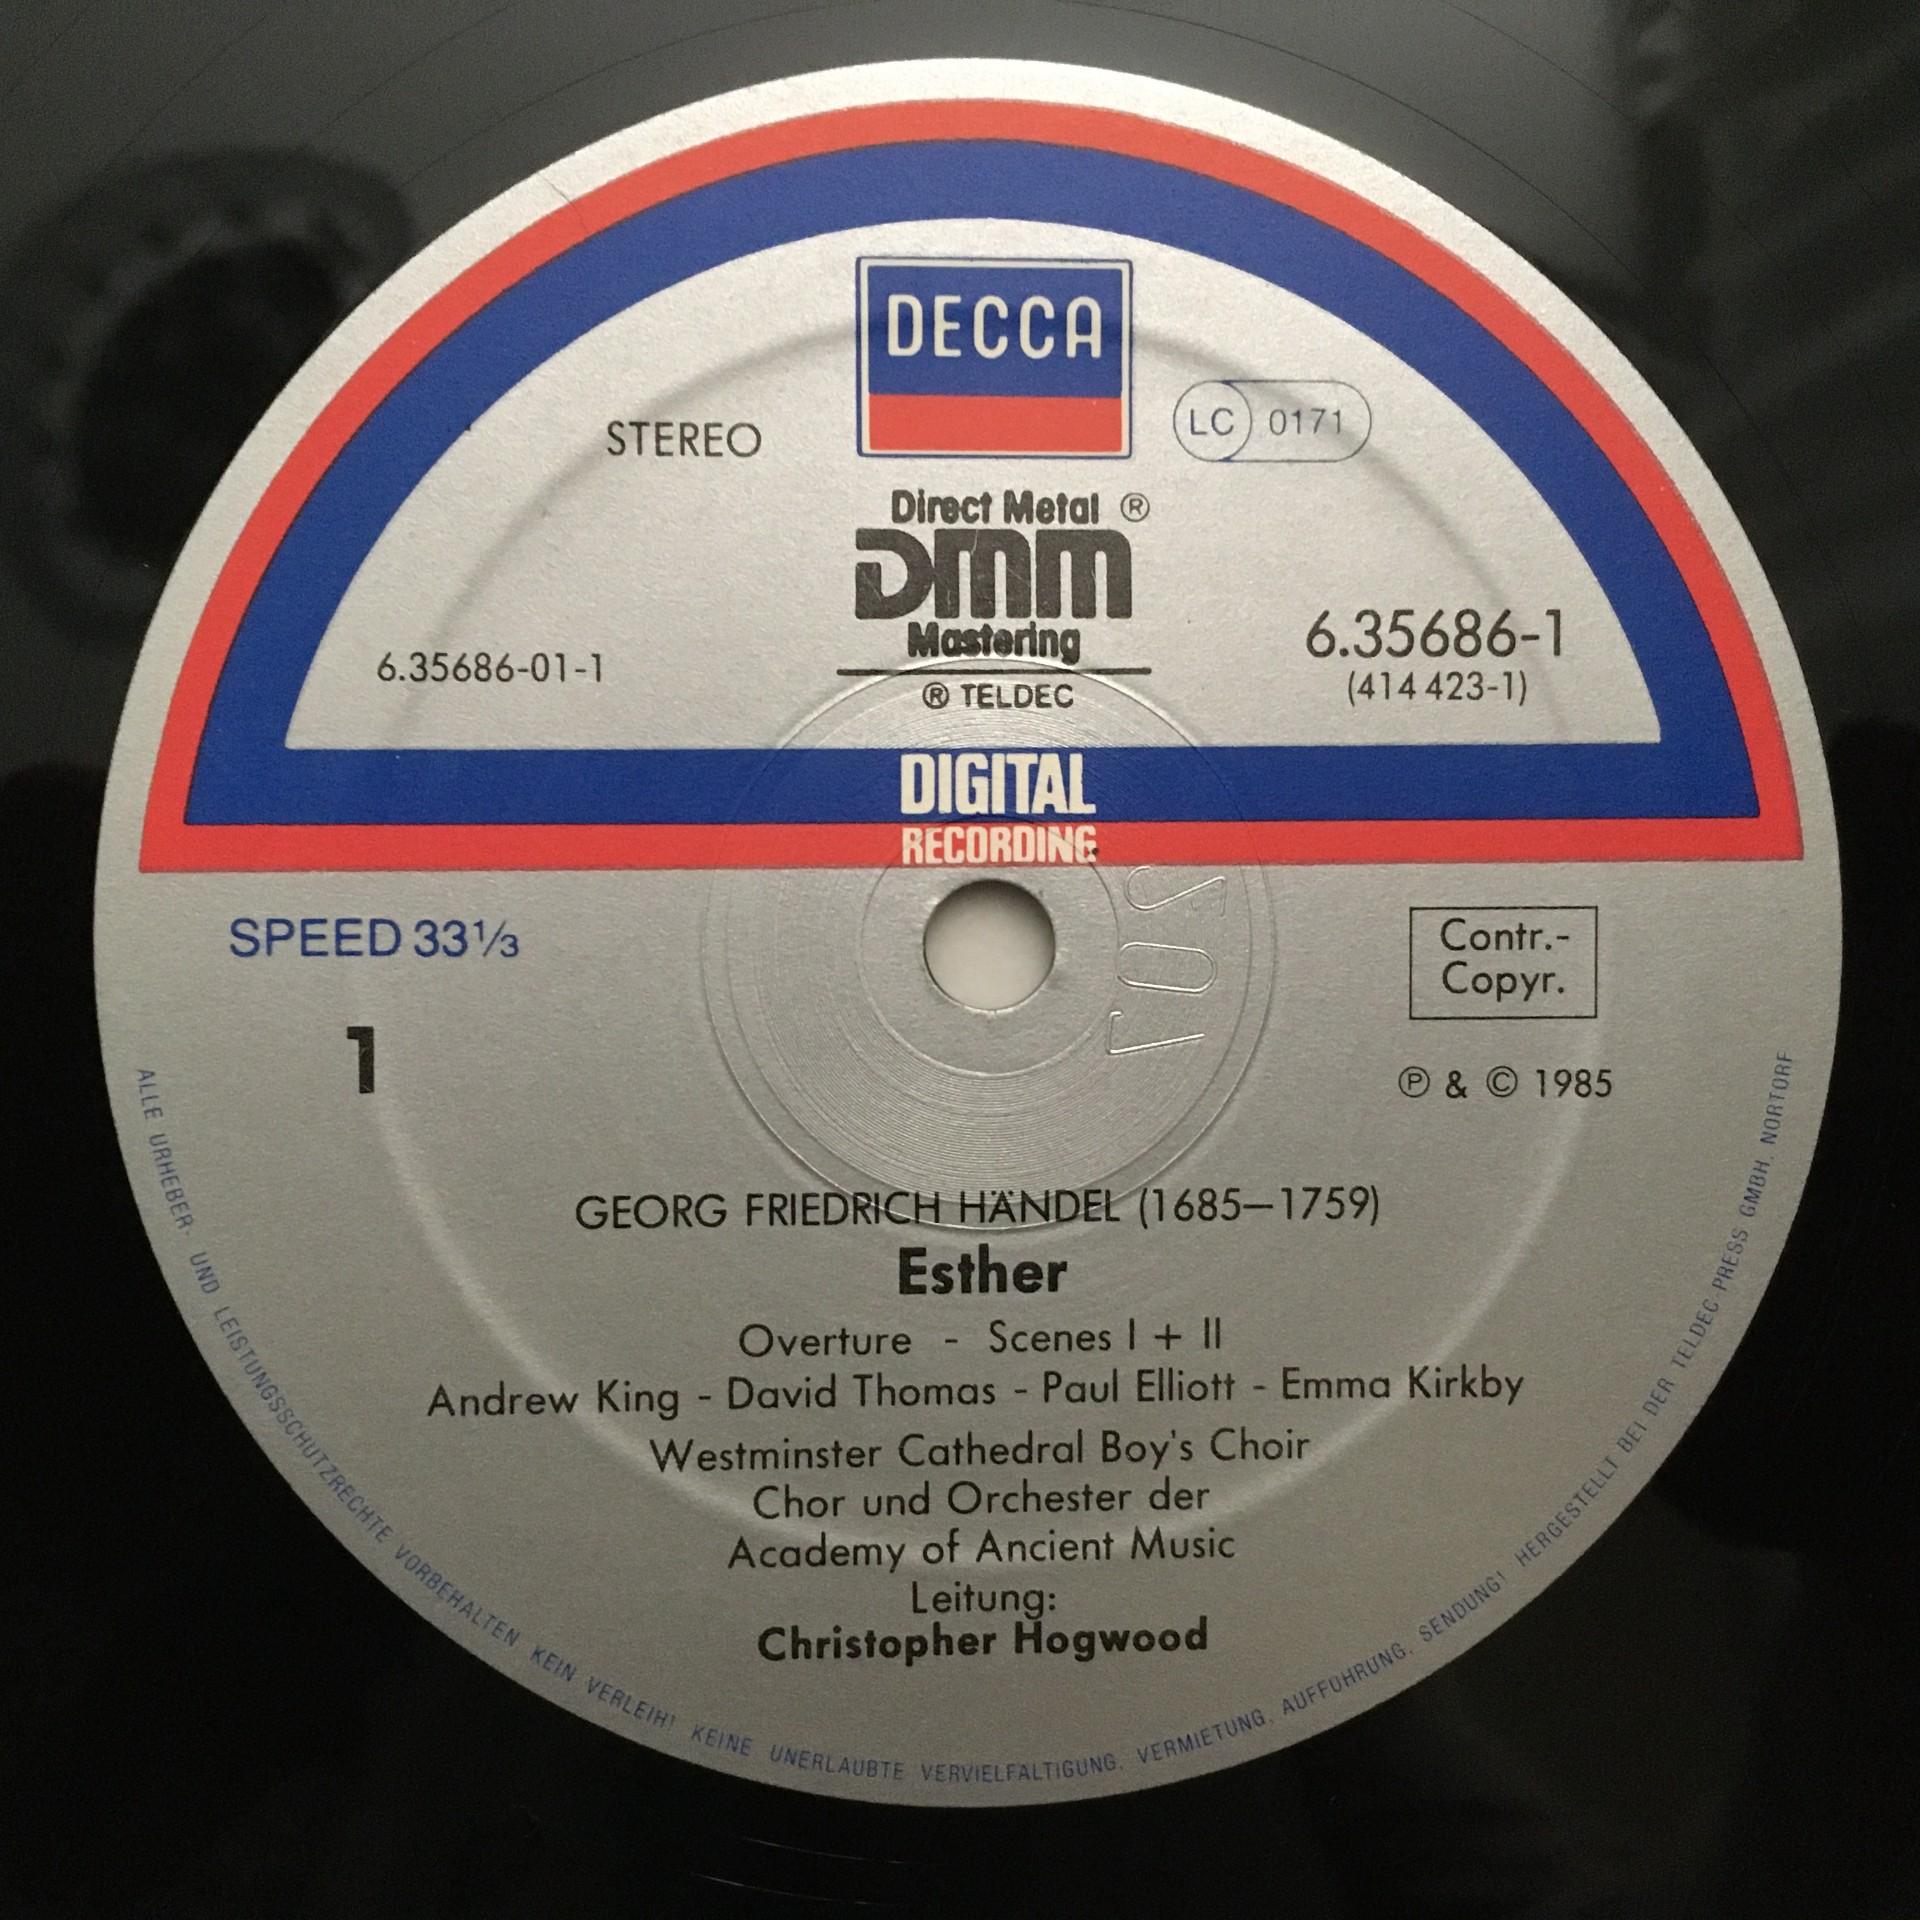 DECCA
STEREO
LC 0171
Direct Metal ®
DMM
Mastering
® TELDEC
6.35686-01-1
6.35686-1
(414 423-1)
DIGITAL
RECORDING
SPEED 33⅓
Contr.-
Copyr.
1
℗ & © 1985
GEORG FRIEDRICH HÄNDEL (1685–1759)
Esther
Overture - Scenes I + II
Andrew King - David Thomas - Paul Elliott - Emma Kirkby
Westminster Cathedral Boy's Choir
Chor und Orchester der
Academy of Ancient Music
Leitung:
Christopher Hogwood
ALLE URHEBER- UND LEISTUNGSSCHUTZRECHTE VORBEHALTEN KEIN VERLEIH! KEINE UNERLAUBTE VERVIELFÄLTIGUNG, VERMIETUNG, AUFFÜHRUNG, SENDUNG! HERGESTELLT BEI DER TELDEC PRESS GMBH, NORTORF